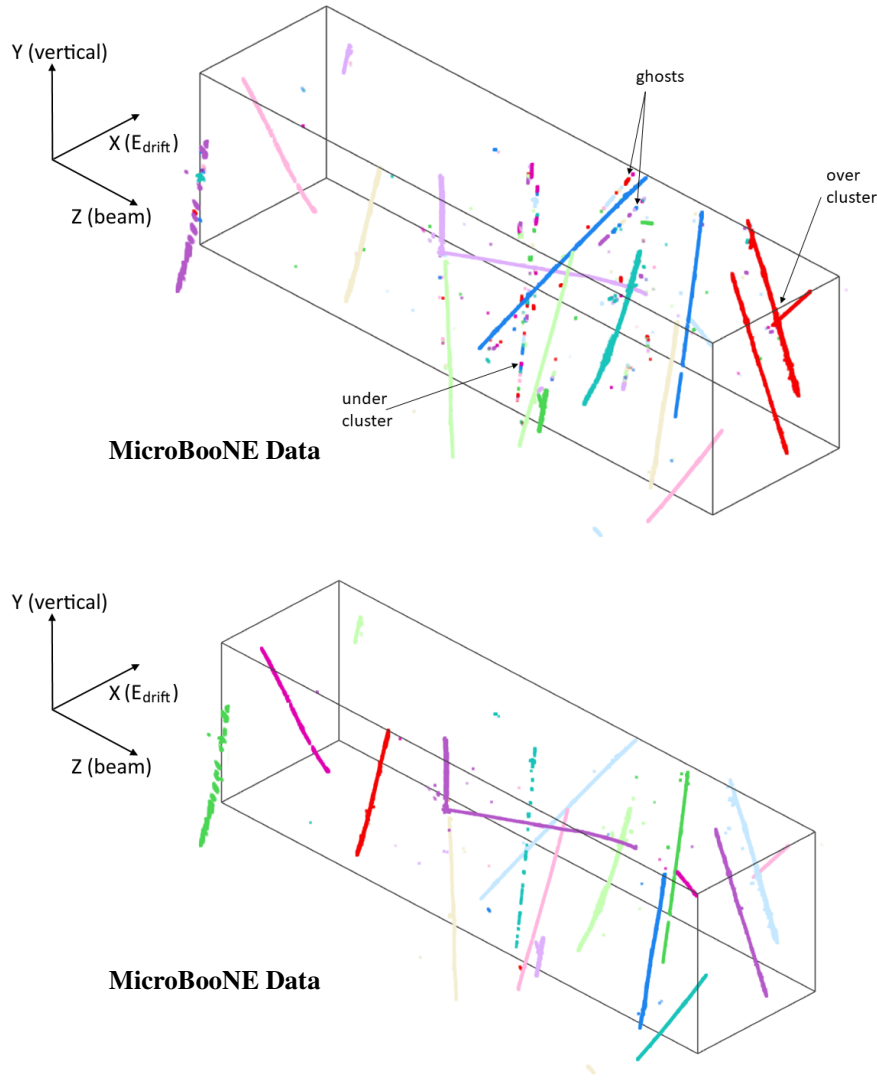 Y (vertical)
ghosts
X (E_drift)
over
cluster
Z (beam)
under
cluster
MicroBooNE Data
Y (vertical)
X (E_drift)
Z (beam)
MicroBooNE Data